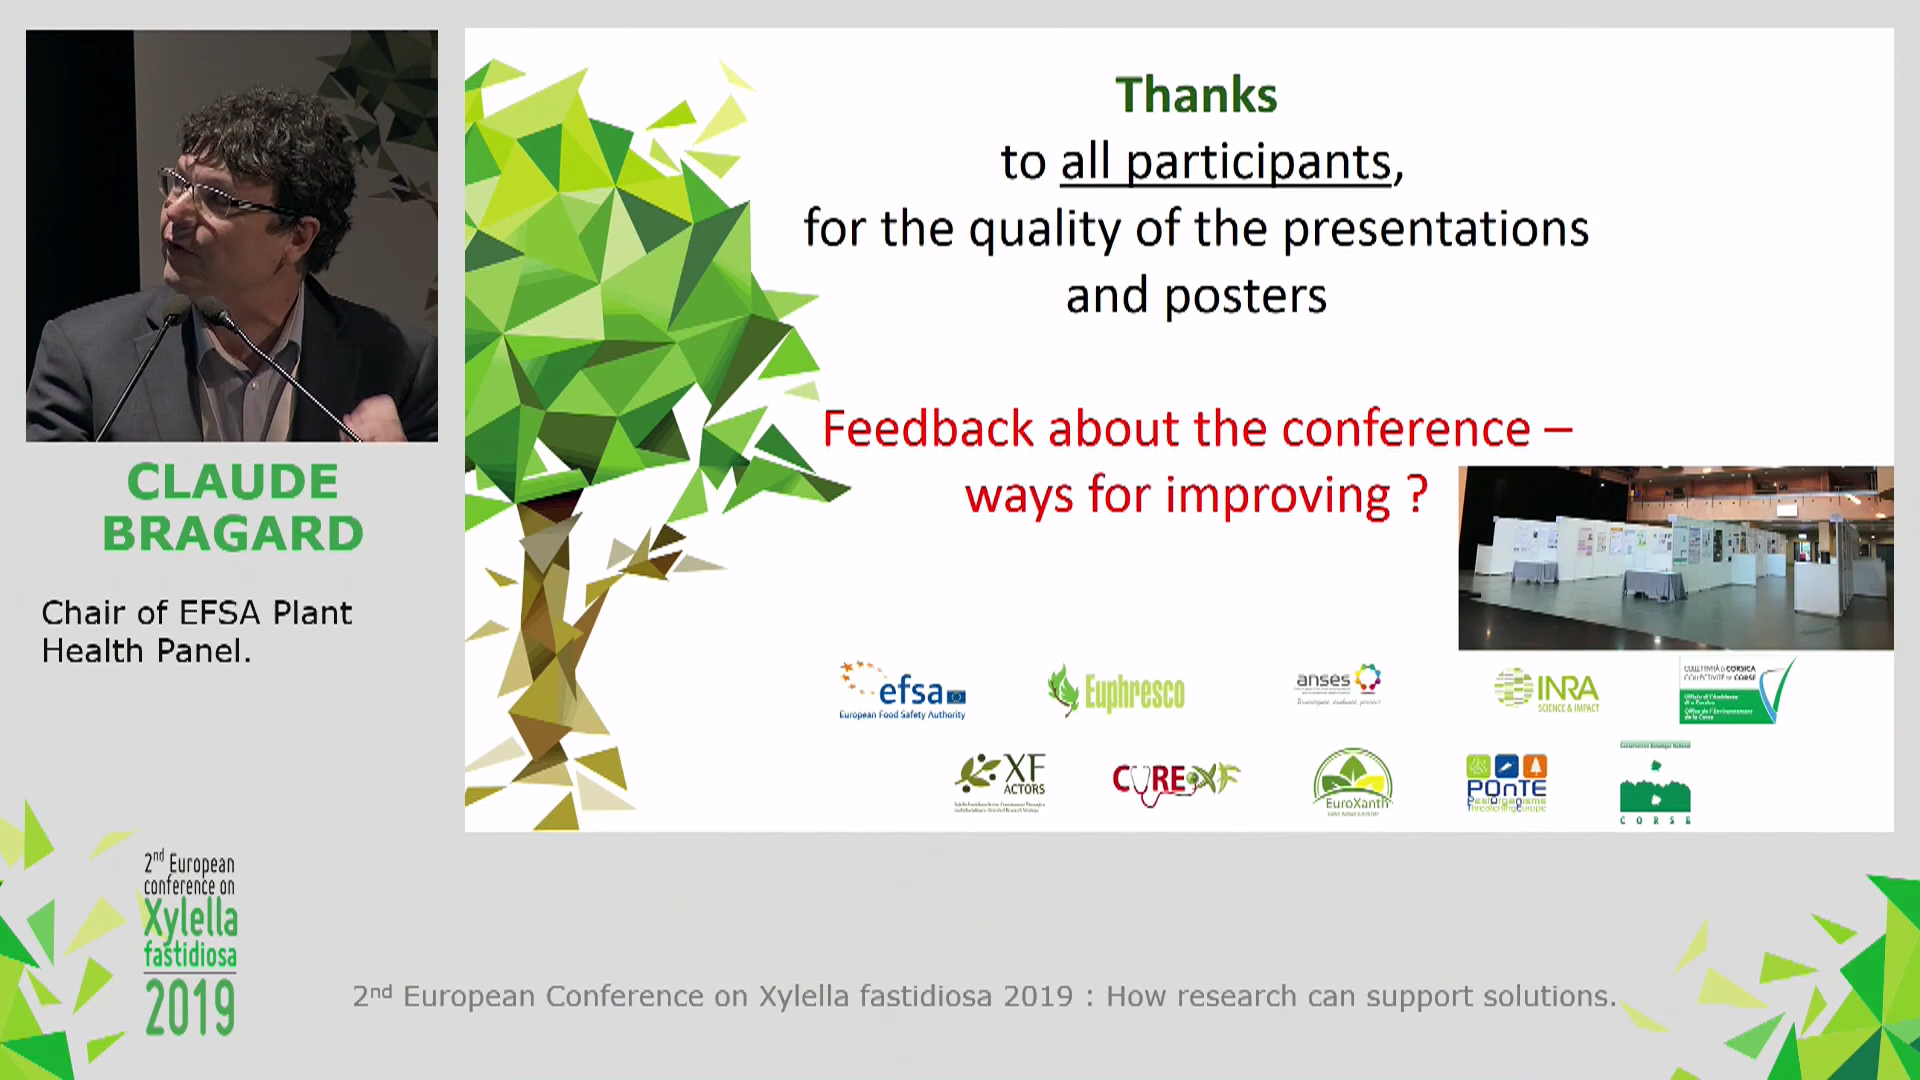 CLAUDE
BRAGARD
Chair of EFSA Plant
Health Panel.
Thanks
to all participants,
for the quality of the presentations
and posters
Feedback about the conference –
ways for improving ?
efsa
European Food Safety Authority
Euphresco
anses
INRA
SCIENCE & IMPACT
XF
ACTORS
CURE XF
EuroXanth
PONTE
CORSE
2nd European
conference on
Xylella
fastidiosa
2019
2nd European Conference on Xylella fastidiosa 2019 : How research can support solutions.